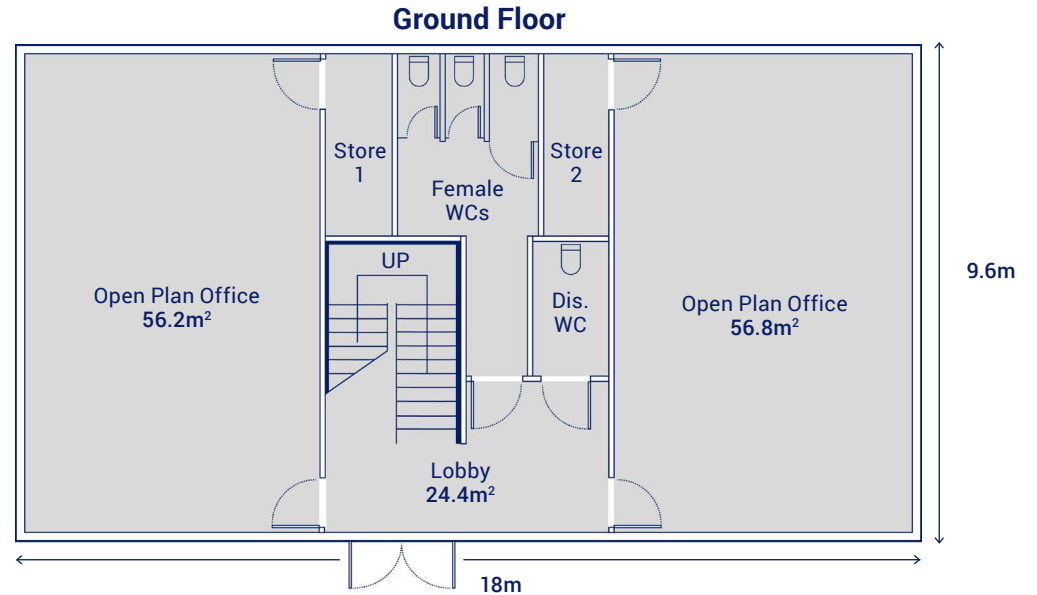 Ground Floor
Store
1
Female
WCs
Store
2
UP
Open Plan Office
56.2m²
Dis.
WC
Open Plan Office
56.8m²
9.6m
Lobby
24.4m²
18m